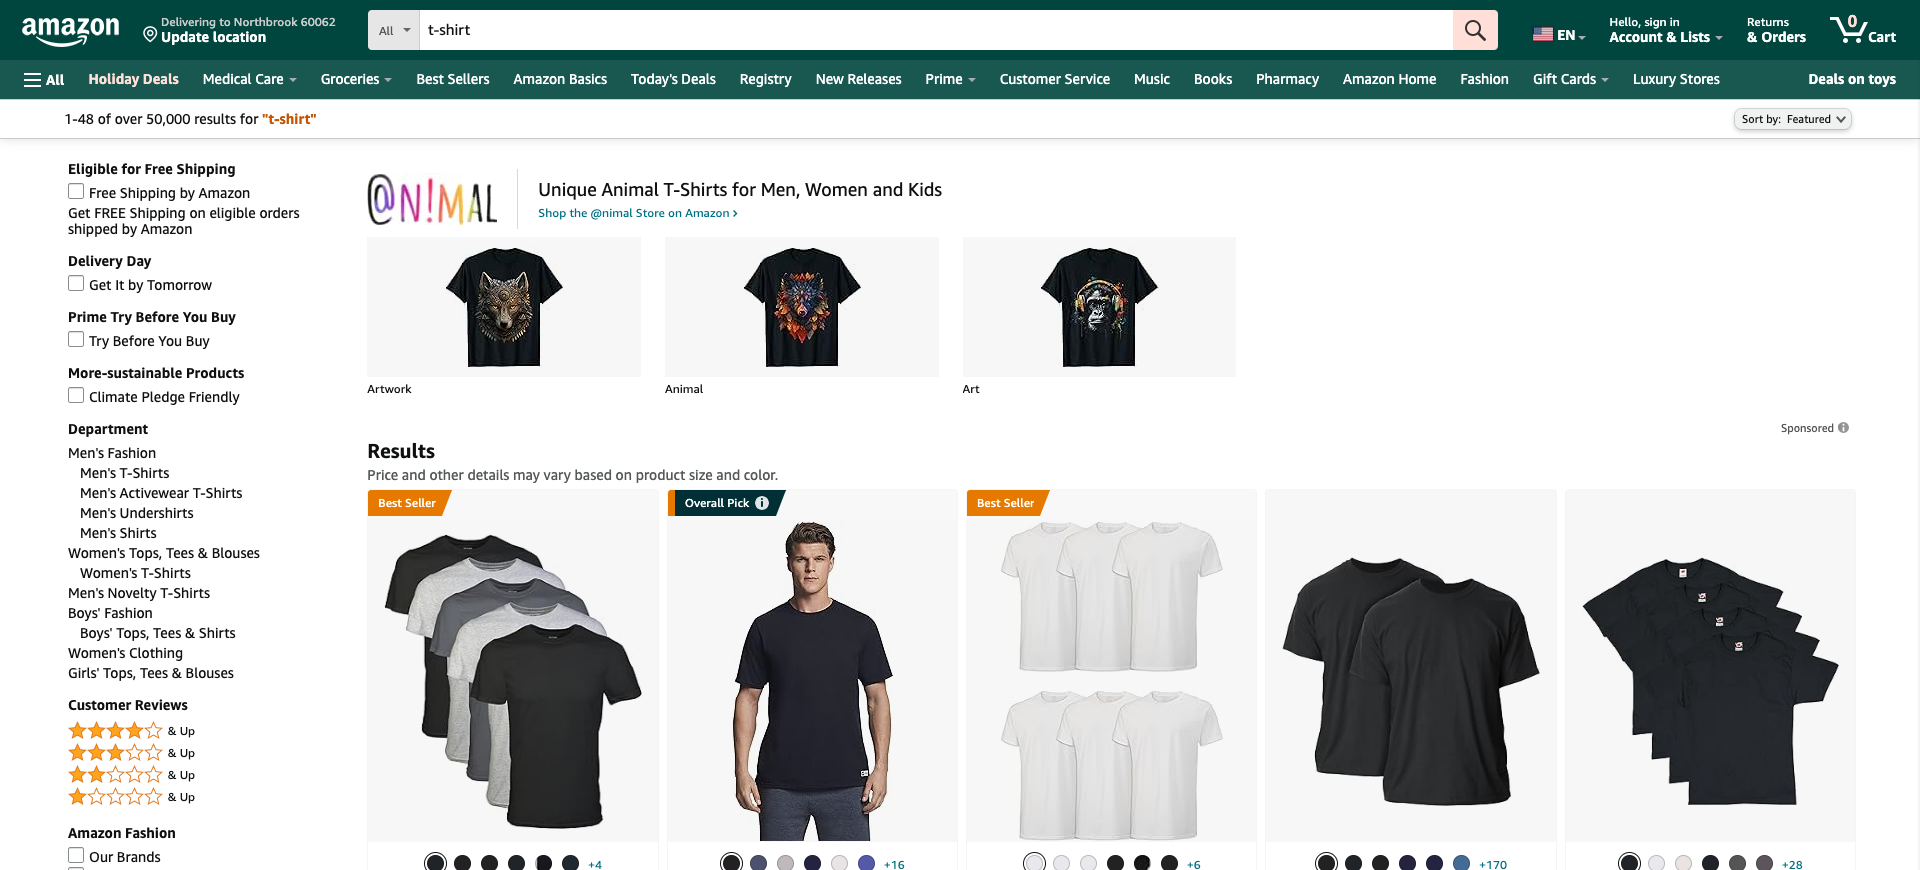 amazon
Delivering to Northbrook 60062
Update location
All
t-shirt
EN
Hello, sign in
Account & Lists
Returns
& Orders
0
Cart
All
Holiday Deals
Medical Care
Groceries
Best Sellers
Amazon Basics
Today's Deals
Registry
New Releases
Prime
Customer Service
Music
Books
Pharmacy
Amazon Home
Fashion
Gift Cards
Luxury Stores
Deals on toys
1-48 of over 50,000 results for "t-shirt"
Sort by: Featured
Eligible for Free Shipping
Free Shipping by Amazon
Get FREE Shipping on eligible orders
shipped by Amazon
Delivery Day
Get It by Tomorrow
Prime Try Before You Buy
Try Before You Buy
More-sustainable Products
Climate Pledge Friendly
Department
Men's Fashion
Men's T-Shirts
Men's Activewear T-Shirts
Men's Undershirts
Men's Shirts
Women's Tops, Tees & Blouses
Women's T-Shirts
Men's Novelty T-Shirts
Boys' Fashion
Boys' Tops, Tees & Shirts
Women's Clothing
Girls' Tops, Tees & Blouses
Customer Reviews
& Up
& Up
& Up
& Up
Amazon Fashion
Our Brands
@N!MAL
Unique Animal T-Shirts for Men, Women and Kids
Shop the @nimal Store on Amazon ›
Artwork
Animal
Art
Sponsored
Results
Price and other details may vary based on product size and color.
Best Seller
Overall Pick
Best Seller
+4
+16
+6
+170
+28